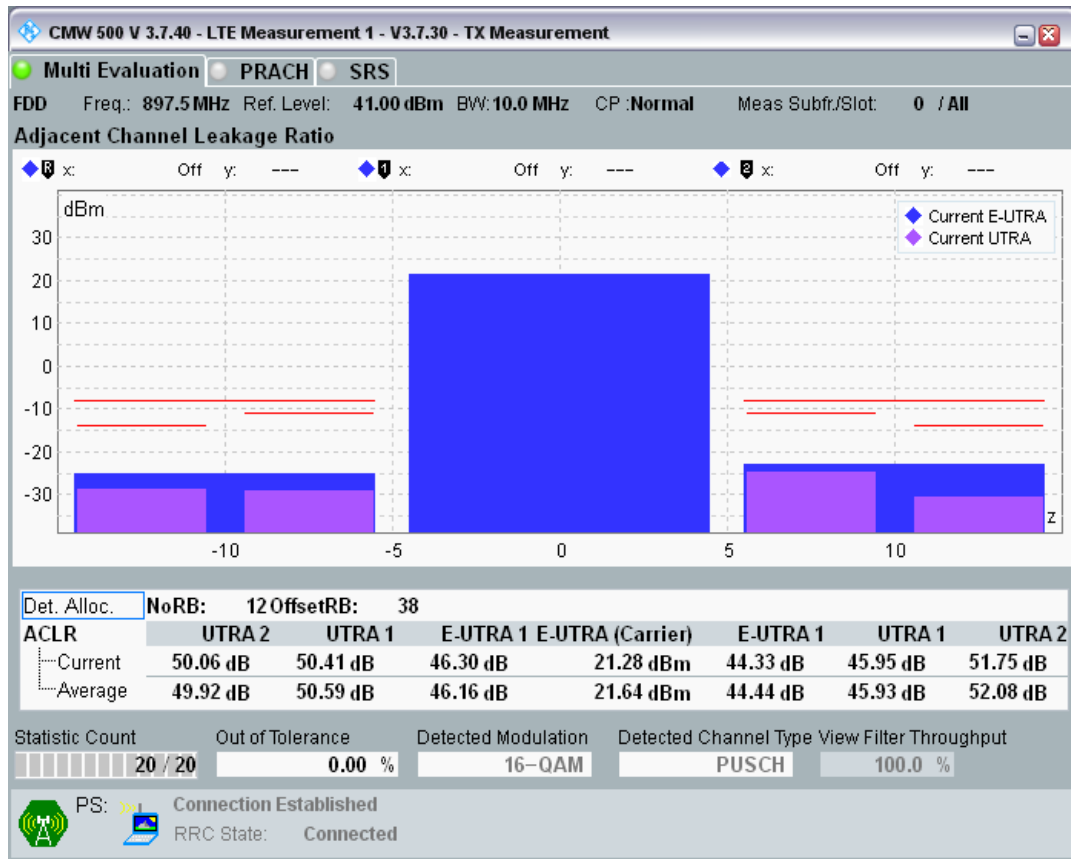 CMW 500 V 3.7.40 - LTE Measurement 1 - V3.7.30 - TX Measurement
Multi Evaluation PRACH SRS
FDD Freq.: 897.5 MHz Ref. Level: 41.00 dBm BW: 10.0 MHz CP :Normal Meas Subfr./Slot: 0 / All
Adjacent Channel Leakage Ratio
R x: Off y: --- 1 x: Off y: --- 2 x: Off y: ---
dBm
Current E-UTRA
Current UTRA
30
20
10
0
-10
-20
-30
z
-10 -5 0 5 10
Det. Alloc. NoRB: 12 OffsetRB: 38
ACLR UTRA 2 UTRA 1 E-UTRA 1 E-UTRA (Carrier) E-UTRA 1 UTRA 1 UTRA 2
Current 50.06 dB 50.41 dB 46.30 dB 21.28 dBm 44.33 dB 45.95 dB 51.75 dB
Average 49.92 dB 50.59 dB 46.16 dB 21.64 dBm 44.44 dB 45.93 dB 52.08 dB
Statistic Count Out of Tolerance Detected Modulation Detected Channel Type View Filter Throughput
20 / 20 0.00 % 16-QAM PUSCH 100.0 %
PS: Connection Established
RRC State: Connected